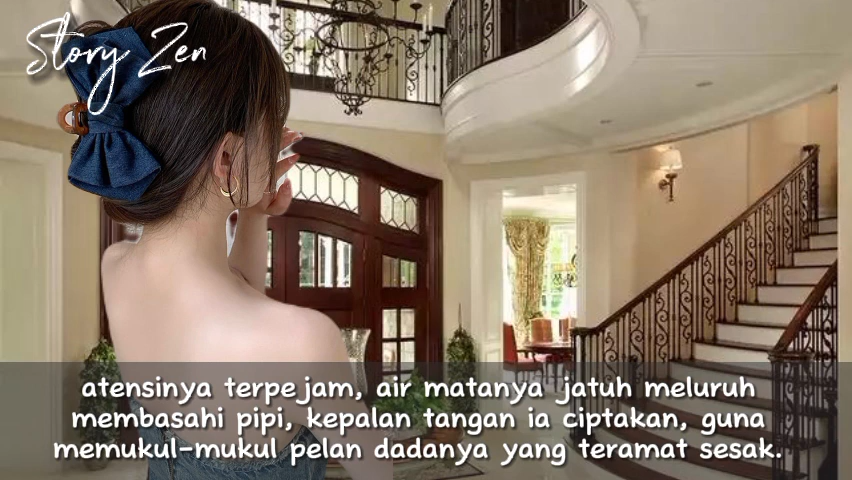 Story Zen
atensinya terpejam, air matanya jatuh meluruh
membasahi pipi, kepalan tangan ia ciptakan, guna
memukul-mukul pelan dadanya yang teramat sesak.